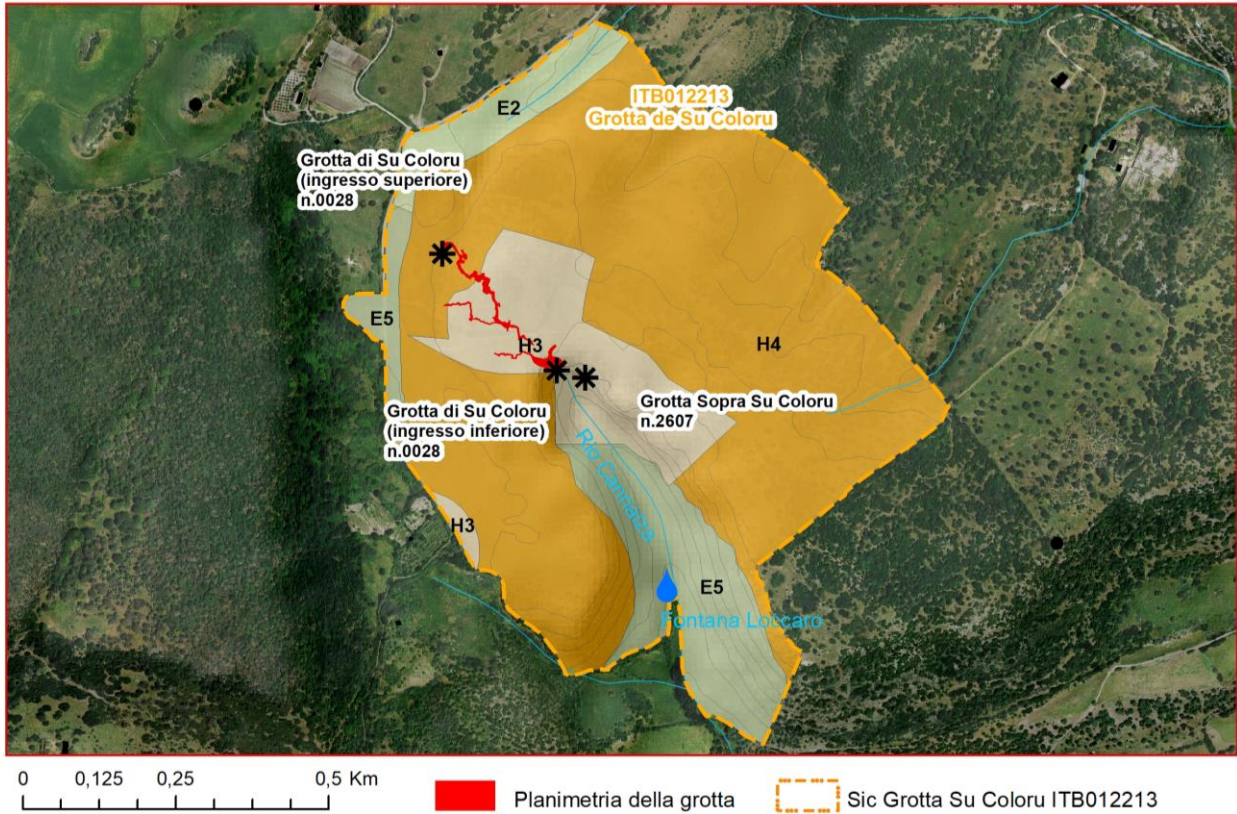 ITB012213
Grotta de Su Coloru
E2
Grotta di Su Coloru
(ingresso superiore)
n.0028
E5
H3
H4
Grotta Sopra Su Coloru
n.2607
Grotta di Su Coloru
(ingresso inferiore)
n.0028
Rio Cannalza
H3
E5
Fontana Loccaro
0 0,125 0,25 0,5 Km
Planimetria della grotta
Sic Grotta Su Coloru ITB012213